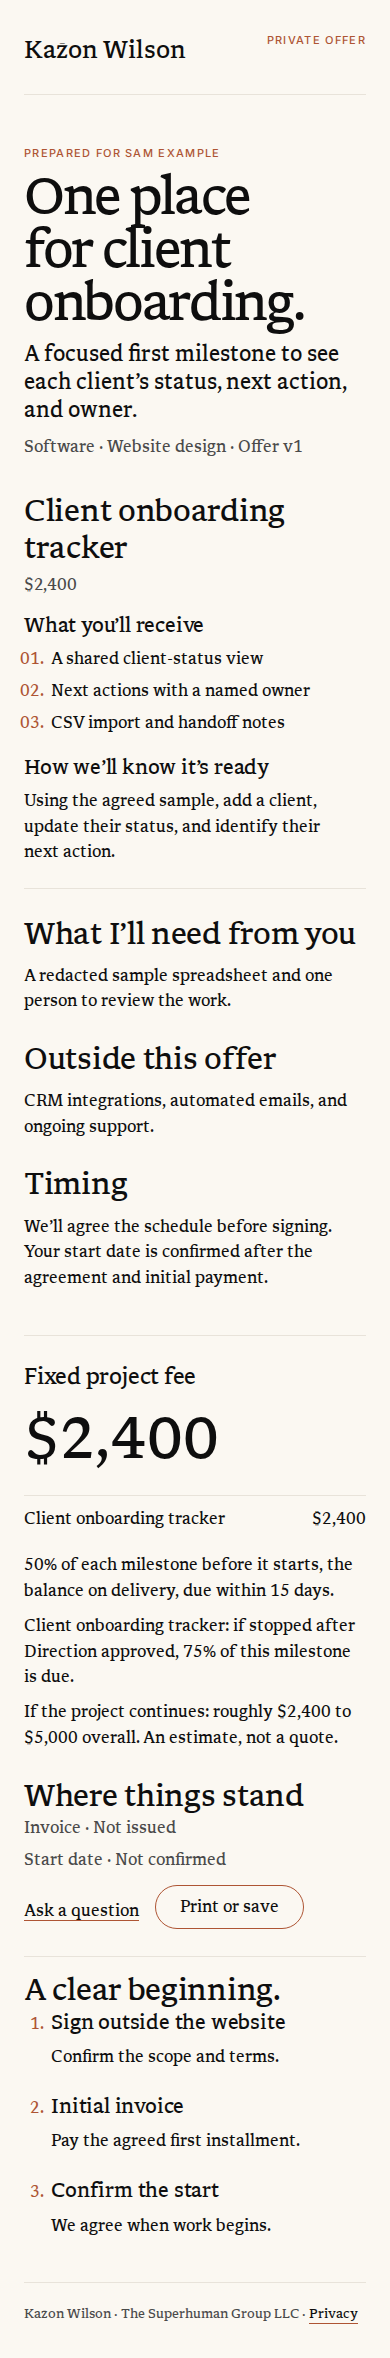 Kazon Wilson
PRIVATE OFFER
PREPARED FOR SAM EXAMPLE
One place
for client
onboarding.
A focused first milestone to see
each client’s status, next action,
and owner.
Software · Website design · Offer v1
Client onboarding
tracker
$2,400
What you’ll receive
01. A shared client-status view
02. Next actions with a named owner
03. CSV import and handoff notes
How we’ll know it’s ready
Using the agreed sample, add a client,
update their status, and identify their
next action.
What I’ll need from you
A redacted sample spreadsheet and one
person to review the work.
Outside this offer
CRM integrations, automated emails, and
ongoing support.
Timing
We’ll agree the schedule before signing.
Your start date is confirmed after the
agreement and initial payment.
Fixed project fee
$2,400
Client onboarding tracker $2,400
50% of each milestone before it starts, the
balance on delivery, due within 15 days.
Client onboarding tracker: if stopped after
Direction approved, 75% of this milestone
is due.
If the project continues: roughly $2,400 to
$5,000 overall. An estimate, not a quote.
Where things stand
Invoice · Not issued
Start date · Not confirmed
Ask a question Print or save
A clear beginning.
1. Sign outside the website
Confirm the scope and terms.
2. Initial invoice
Pay the agreed first installment.
3. Confirm the start
We agree when work begins.
Kazon Wilson · The Superhuman Group LLC · Privacy